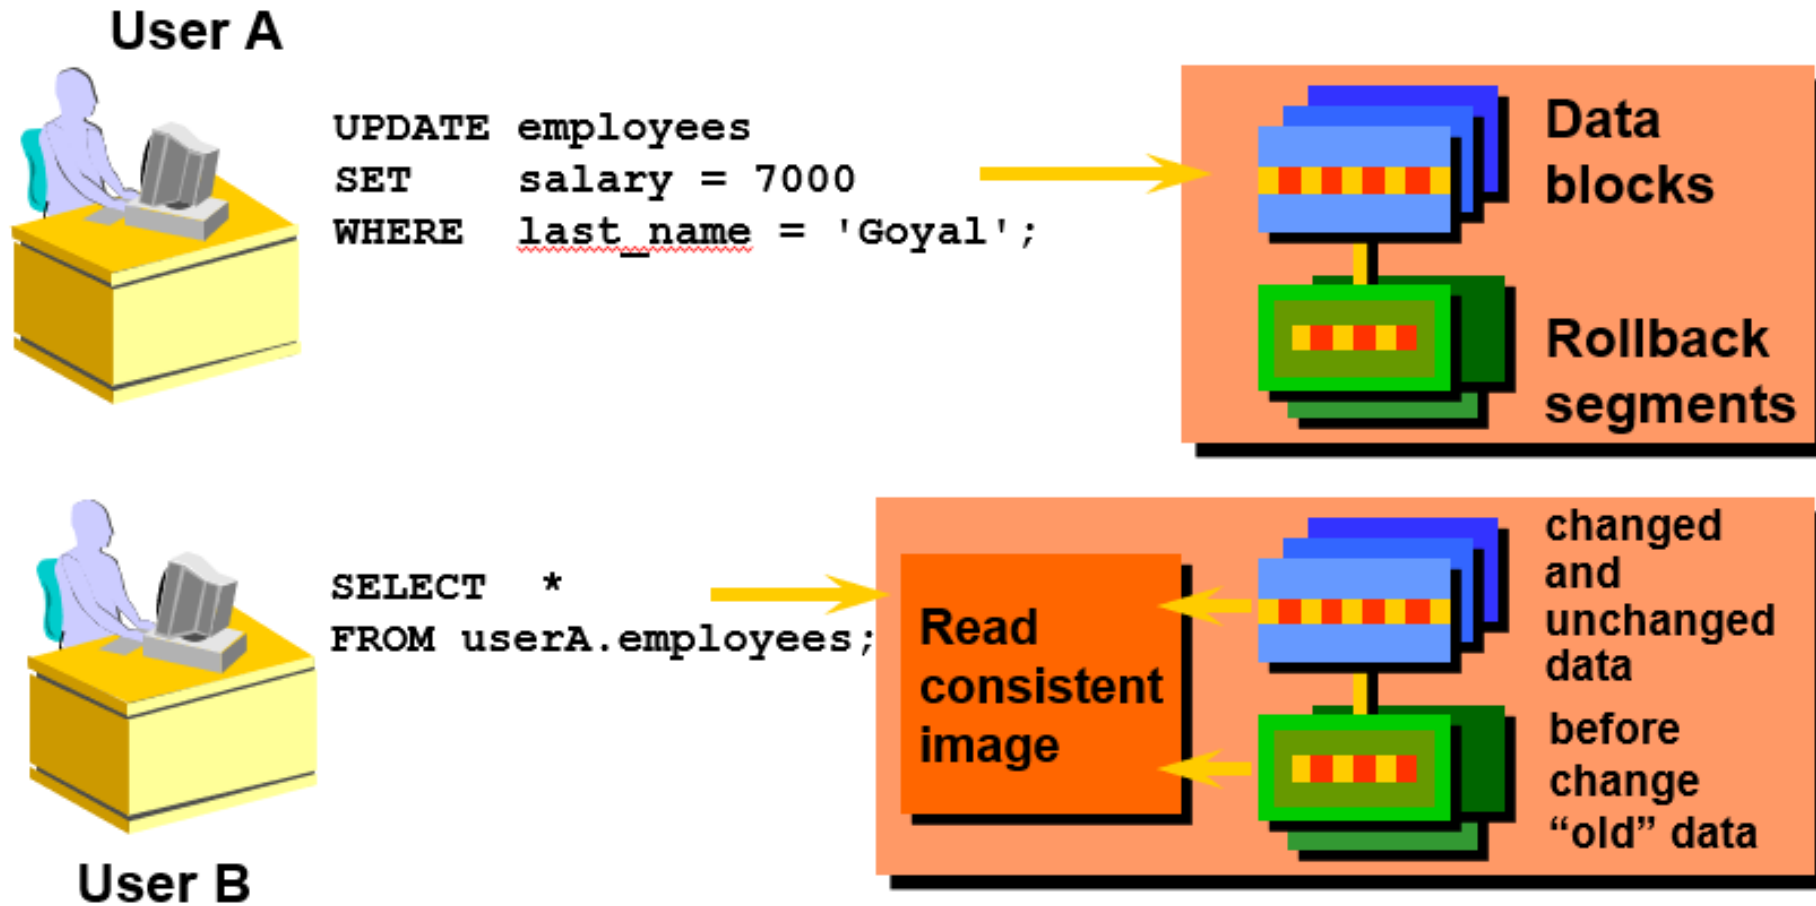 User A
UPDATE employees
SET salary = 7000
WHERE last_name = 'Goyal';
Data
blocks
Rollback
segments
SELECT *
FROM userA.employees;
Read
consistent
image
changed
and
unchanged
data
before
change
“old” data
User B